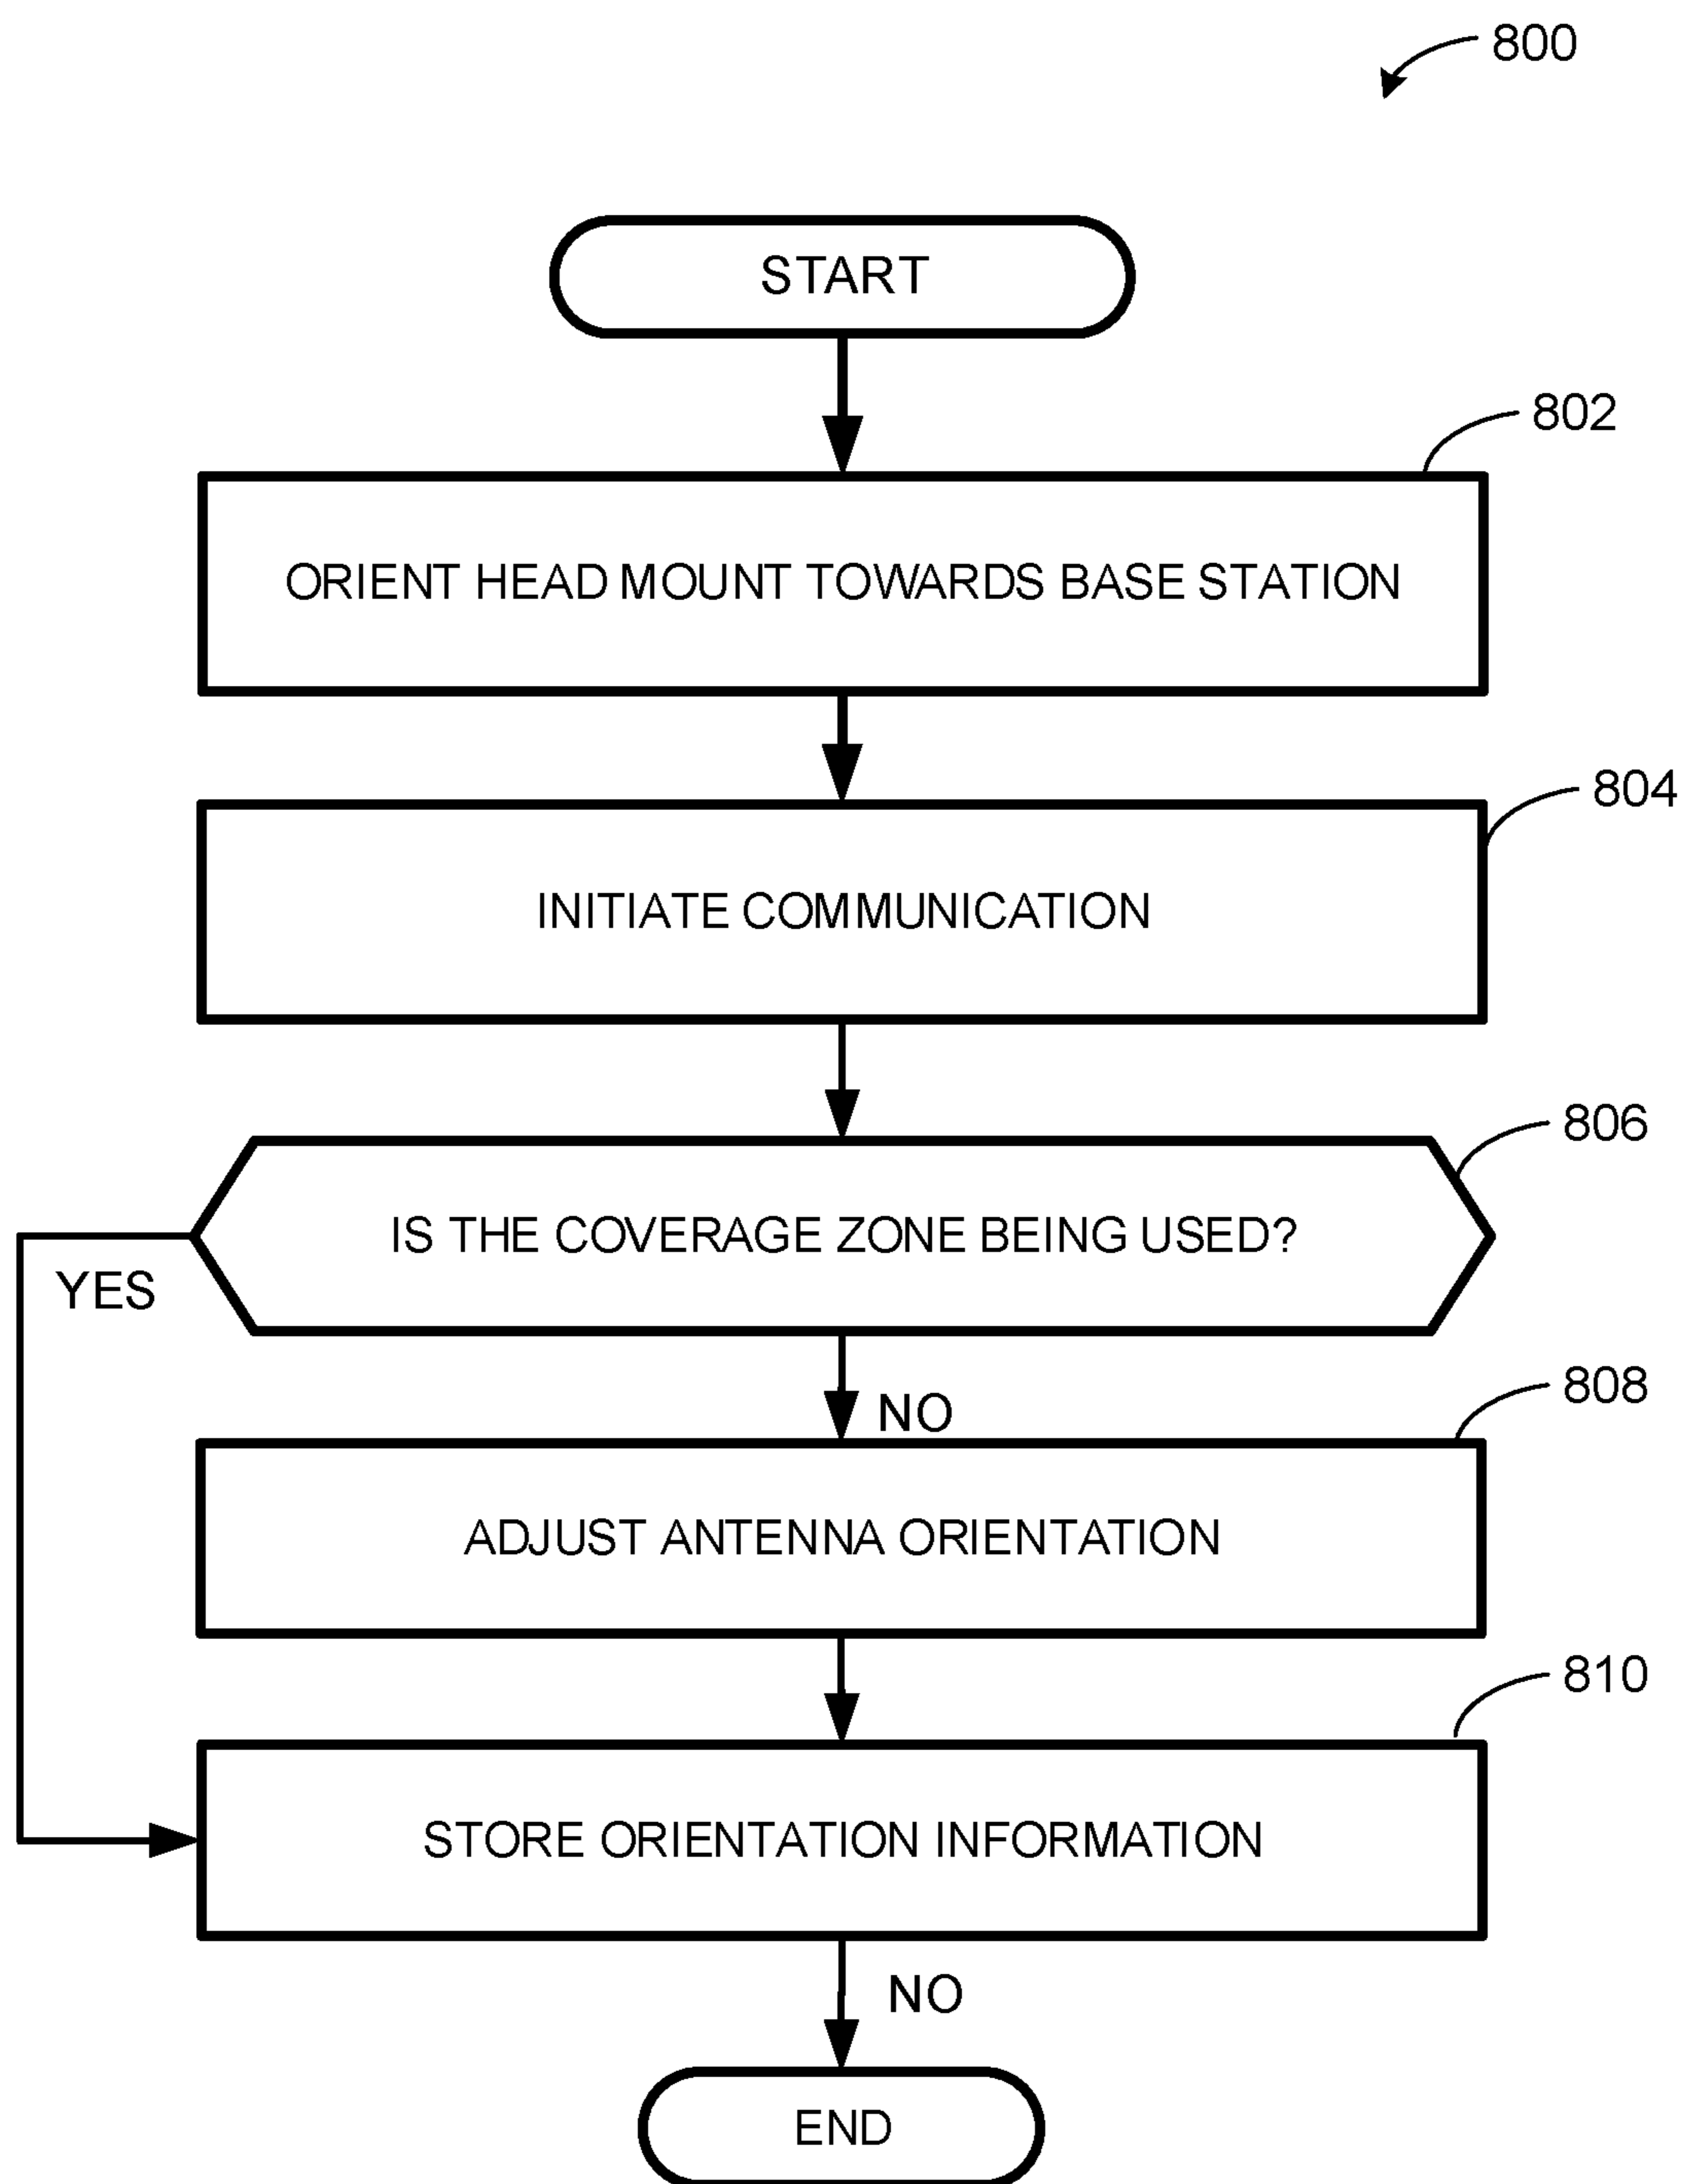 800
START
802
ORIENT HEAD MOUNT TOWARDS BASE STATION
804
INITIATE COMMUNICATION
806
IS THE COVERAGE ZONE BEING USED?
YES
NO
808
ADJUST ANTENNA ORIENTATION
810
STORE ORIENTATION INFORMATION
NO
END